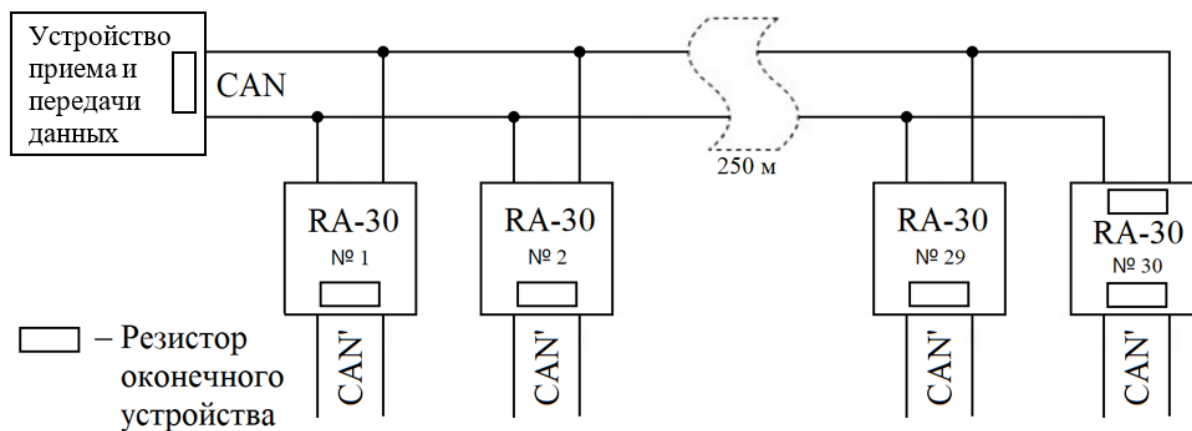 Устройство
приема и
передачи
данных
CAN
250 м
RA-30
№ 1
RA-30
№ 2
RA-30
№ 29
RA-30
№ 30
CAN'
CAN'
CAN'
CAN'
– Резистор
оконечного
устройства